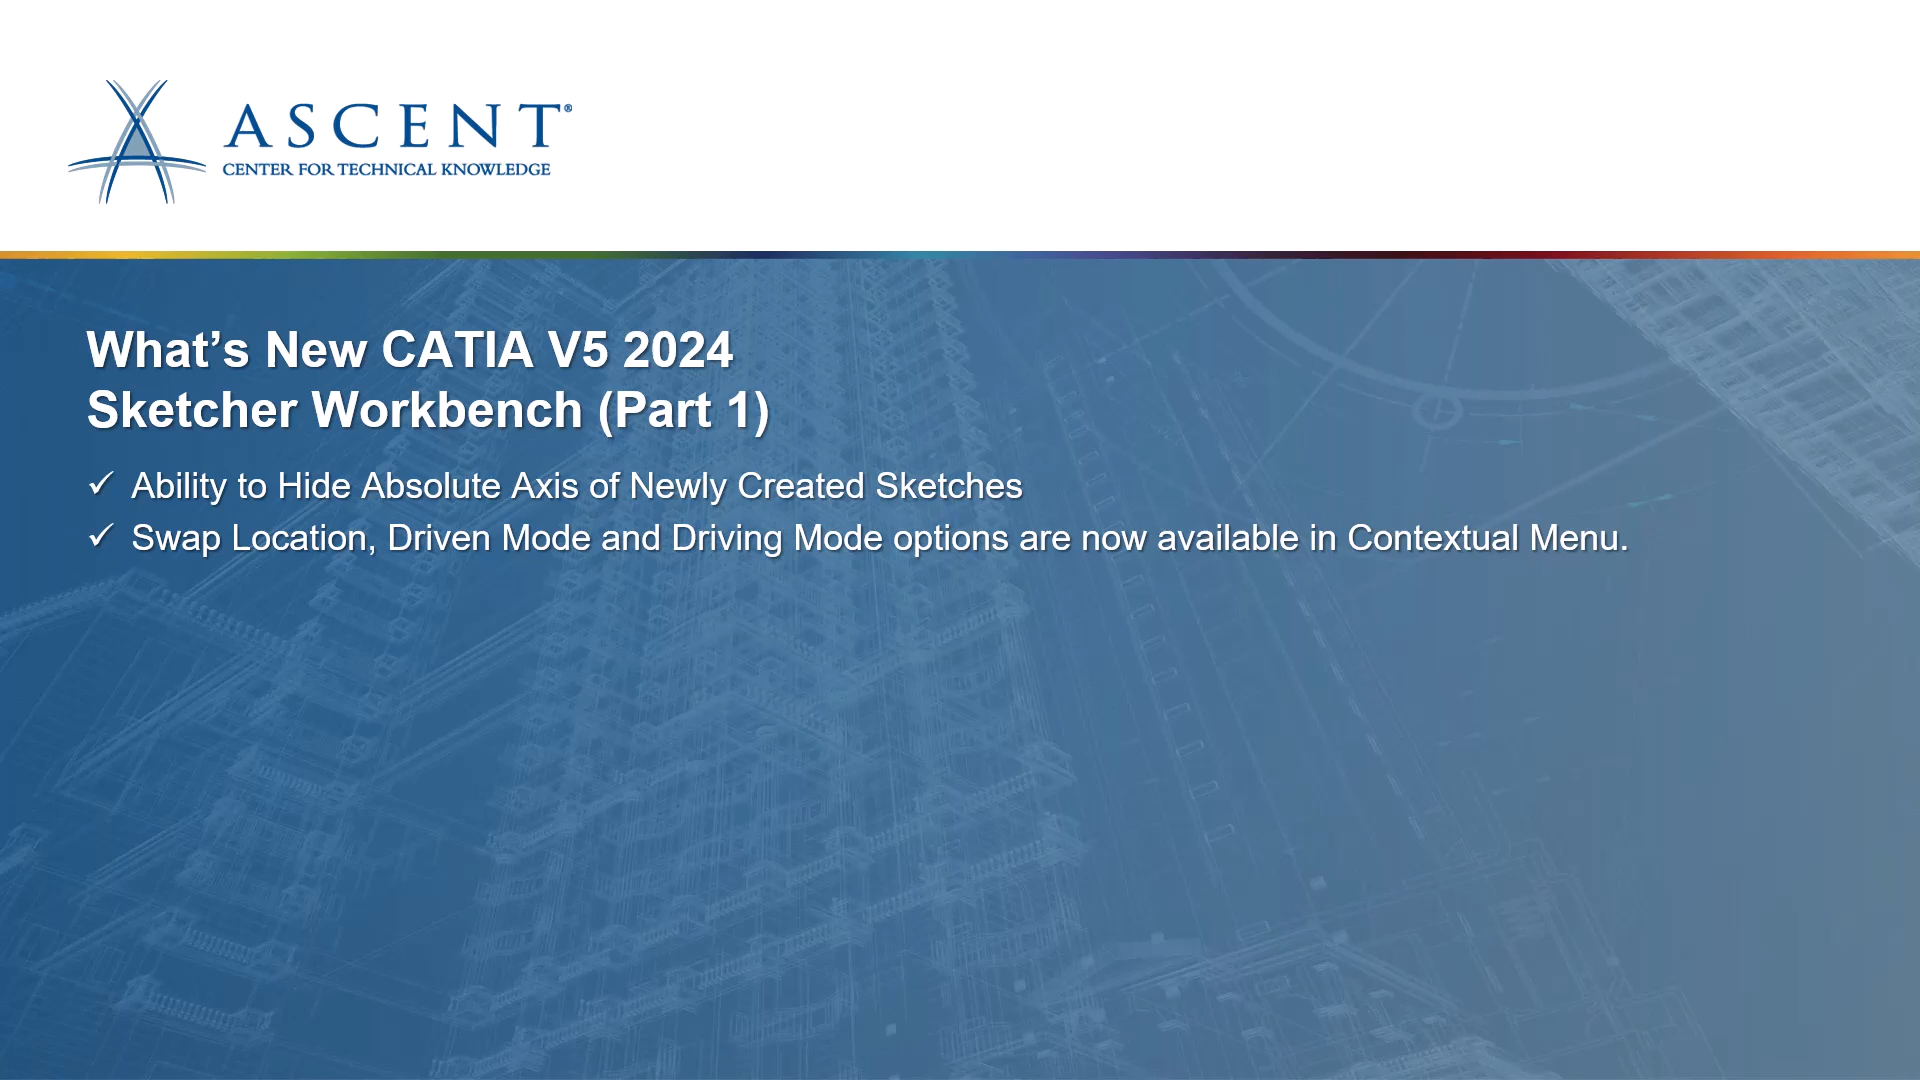 ASCENT®
CENTER FOR TECHNICAL KNOWLEDGE
What’s New CATIA V5 2024
Sketcher Workbench (Part 1)
✓ Ability to Hide Absolute Axis of Newly Created Sketches
✓ Swap Location, Driven Mode and Driving Mode options are now available in Contextual Menu.